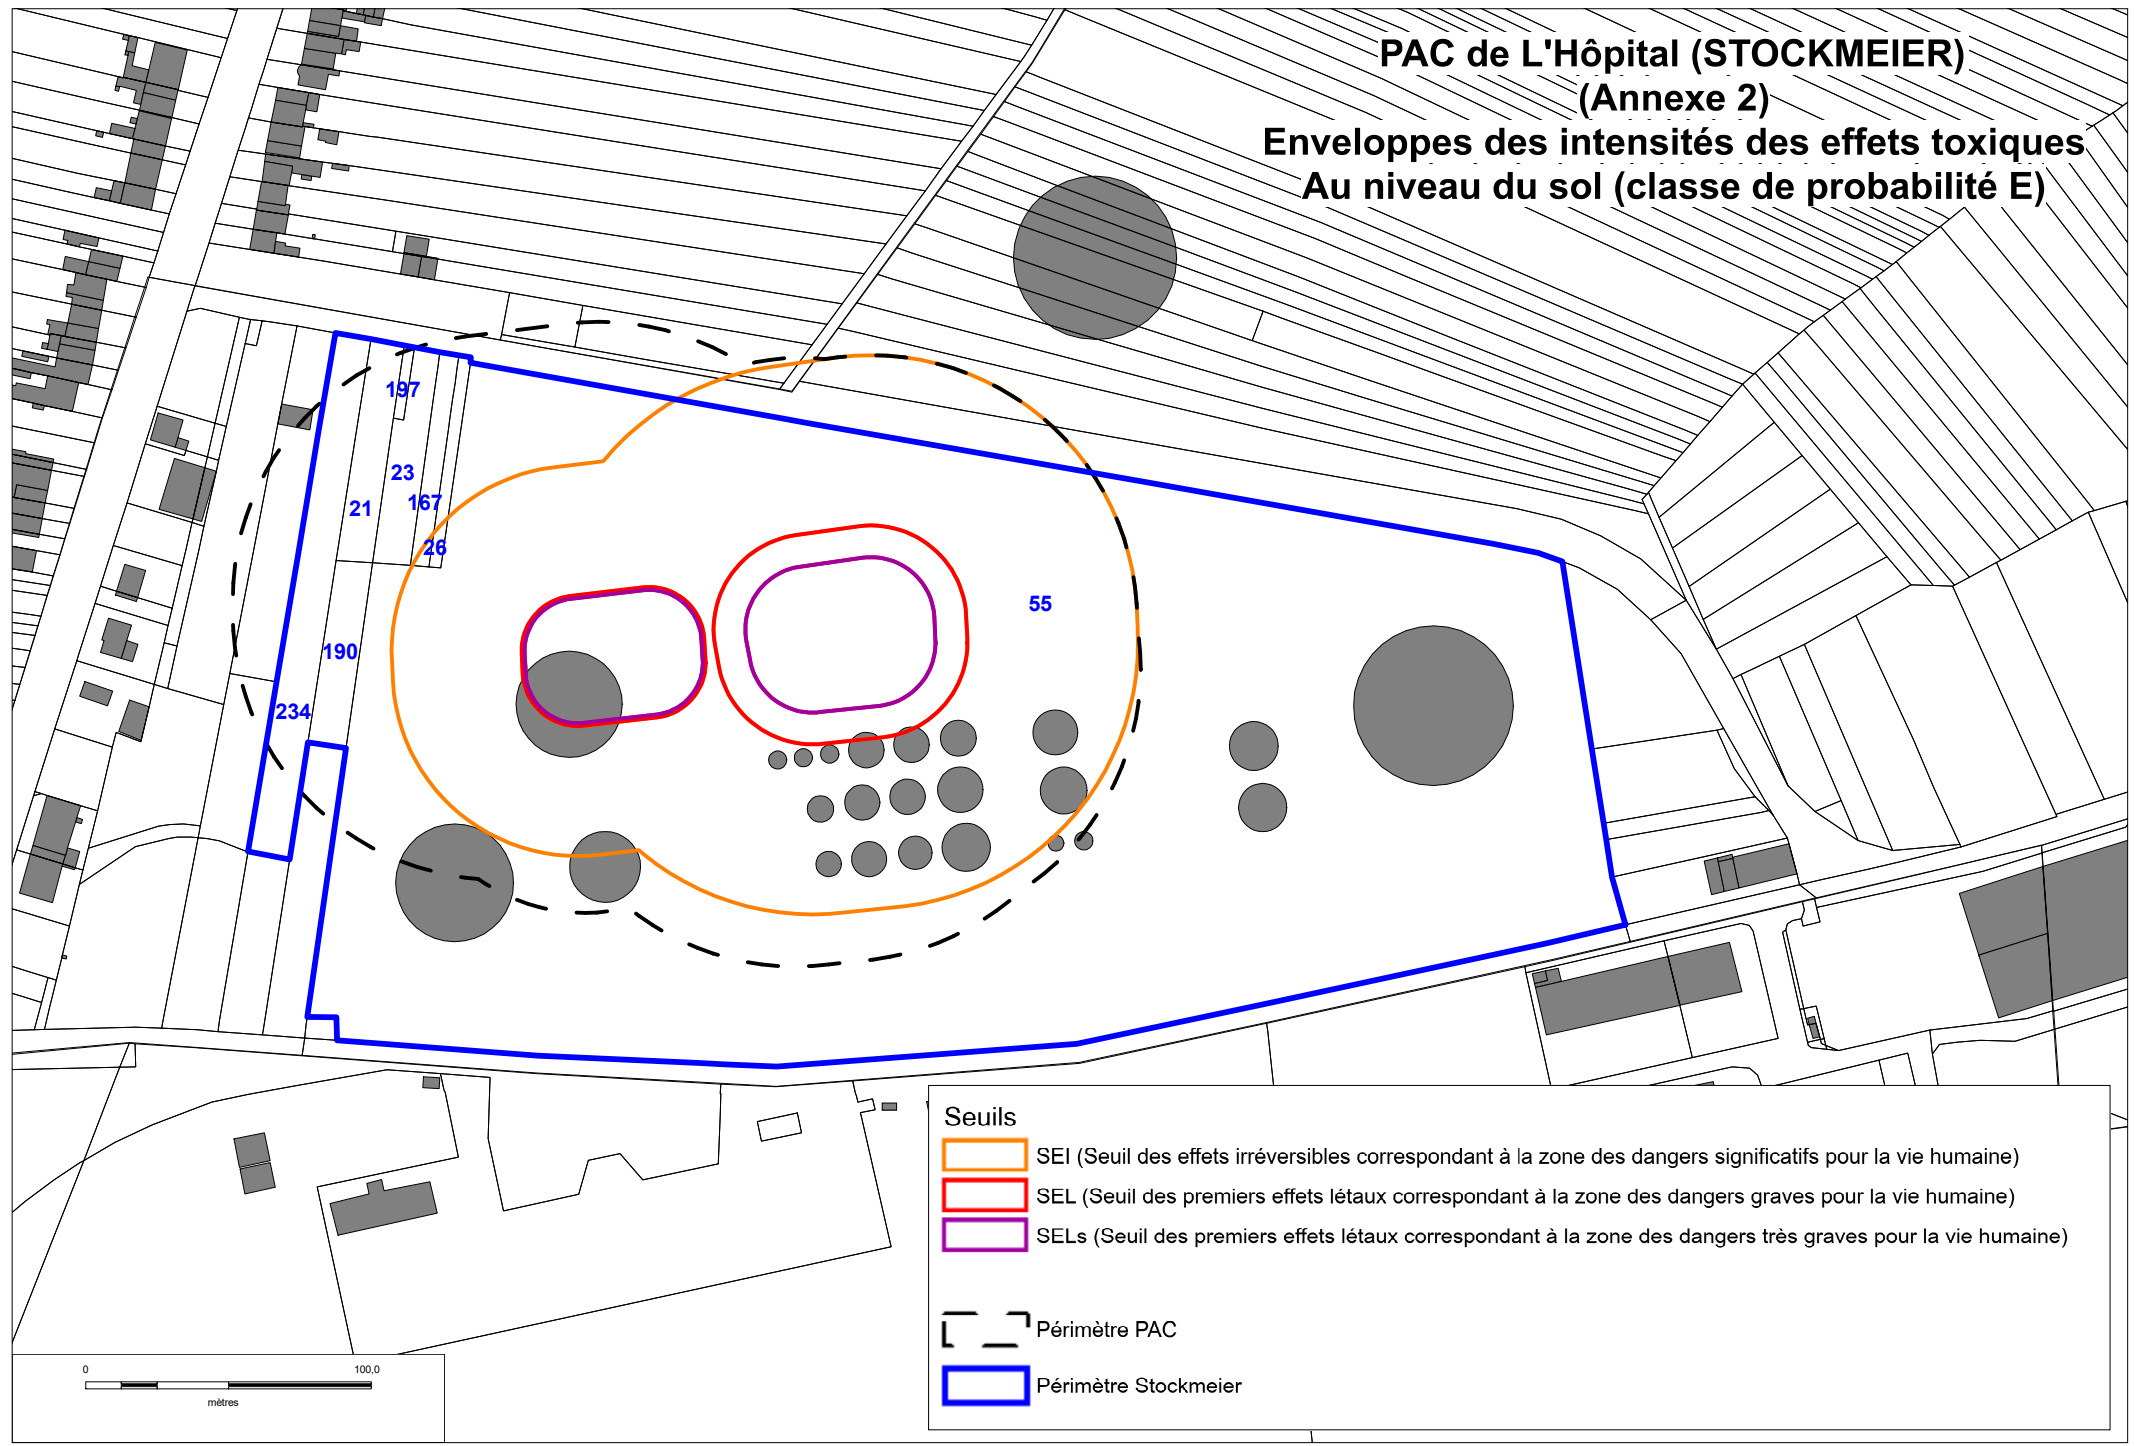 PAC de L'Hôpital (STOCKMEIER)
(Annexe 2)
Enveloppes des intensités des effets toxiques
Au niveau du sol (classe de probabilité E)
197
23
167
21
26
55
190
234
Seuils
SEI (Seuil des effets irréversibles correspondant à la zone des dangers significatifs pour la vie humaine)
SEL (Seuil des premiers effets létaux correspondant à la zone des dangers graves pour la vie humaine)
SELs (Seuil des premiers effets létaux correspondant à la zone des dangers très graves pour la vie humaine)
Périmètre PAC
Périmètre Stockmeier
0 100,0
mètres